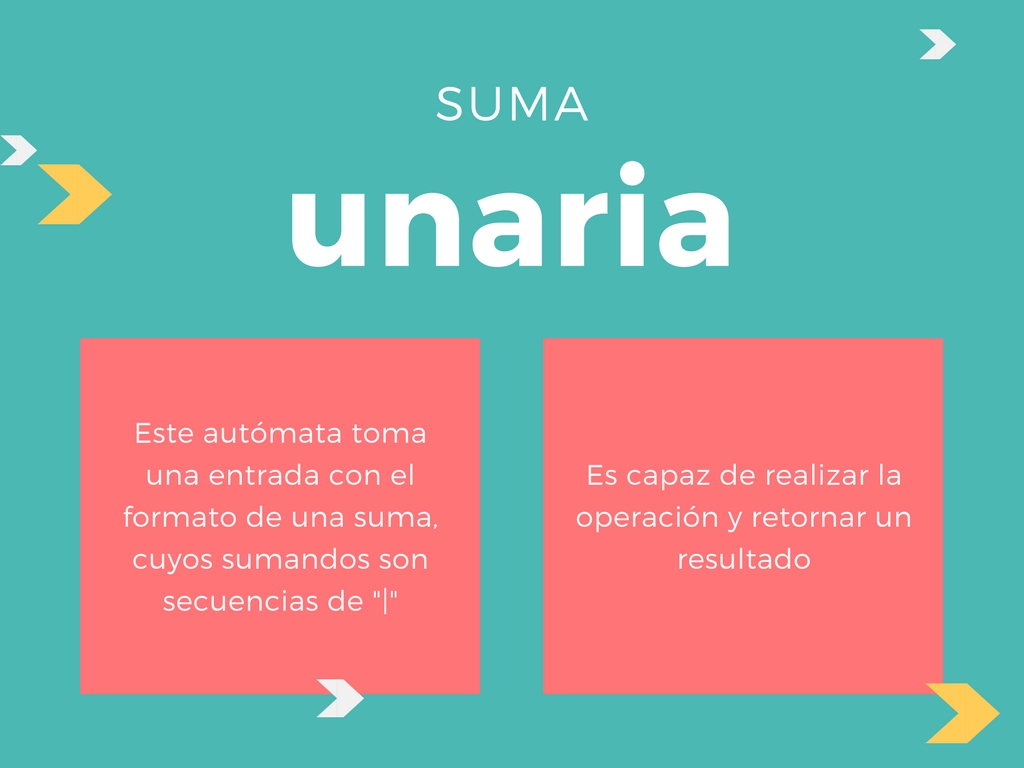 SUMA
unaria
Este autómata toma
una entrada con el
formato de una suma,
cuyos sumandos son
secuencias de "|"
Es capaz de realizar la
operación y retornar un
resultado